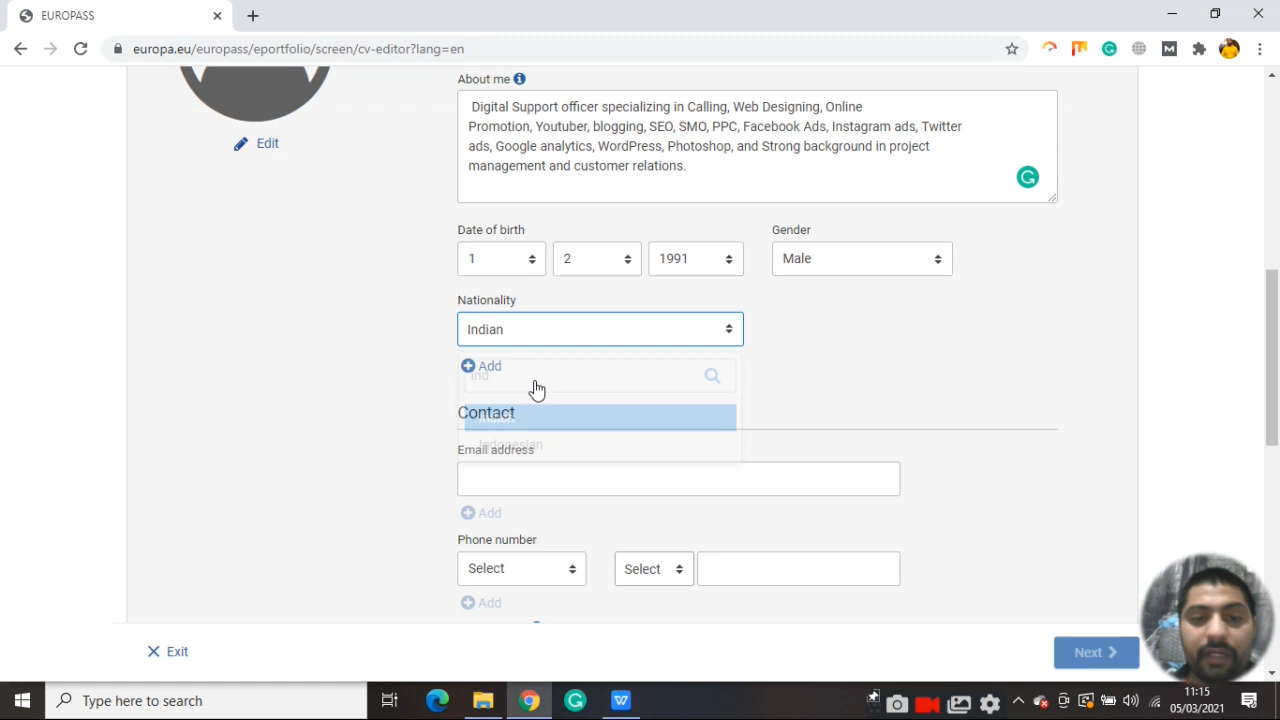 EUROPASS
europa.eu/europass/eportfolio/screen/cv-editor?lang=en
About me
Digital Support officer specializing in Calling, Web Designing, Online
Promotion, Youtuber, blogging, SEO, SMO, PPC, Facebook Ads, Instagram ads, Twitter
ads, Google analytics, WordPress, Photoshop, and Strong background in project
management and customer relations.
Edit
Date of birth
Gender
1
2
1991
Male
Nationality
Indian
Add
ind
Contact
Indian
Indonesian
Email address
Add
Phone number
Select
Select
Add
Exit
Next
Type here to search
11:15
05/03/2021